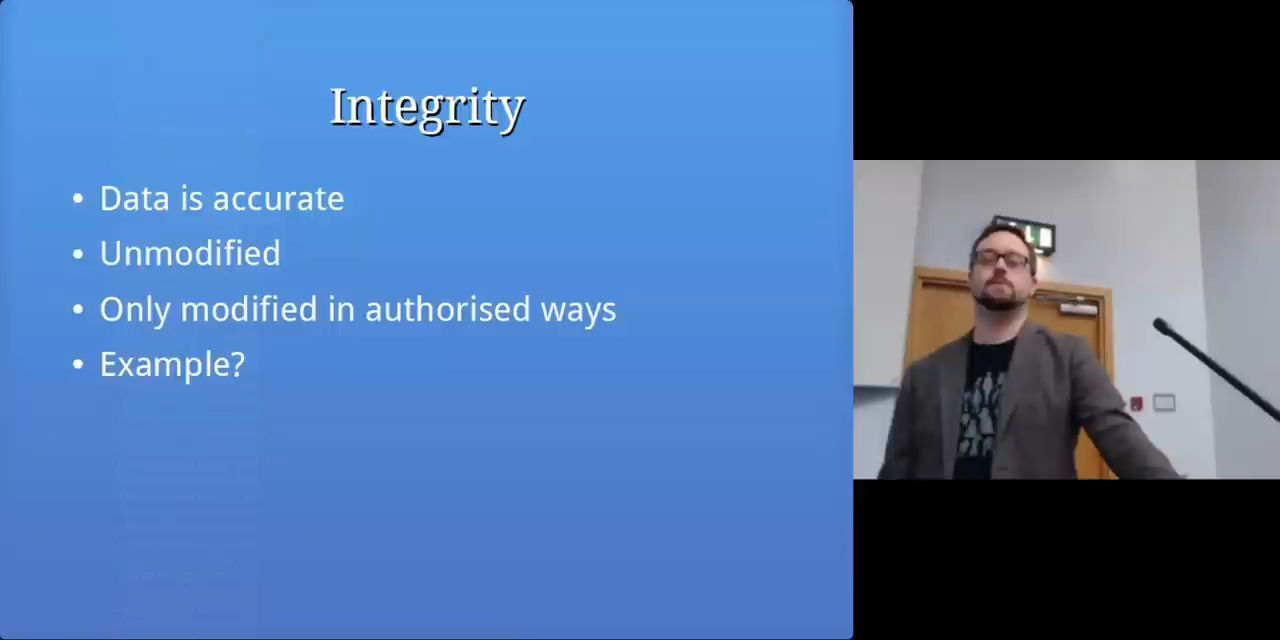 Integrity
• Data is accurate
• Unmodified
• Only modified in authorised ways
• Example?